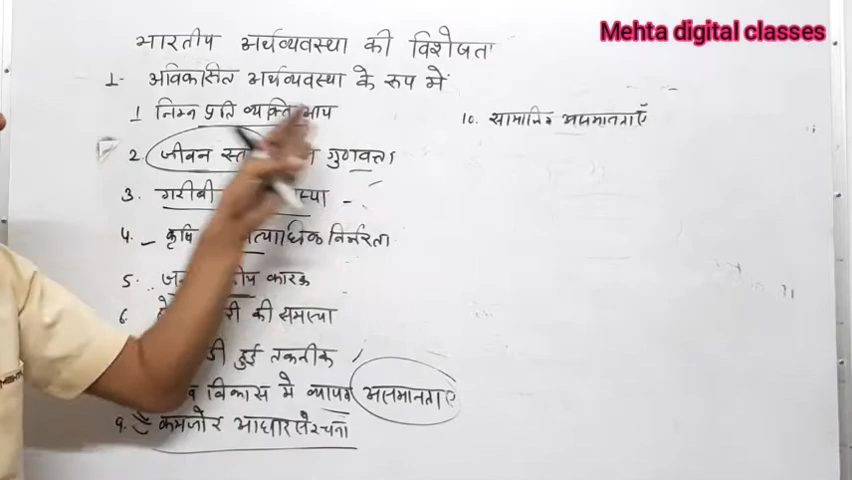 Mehta digital classes
भारतीय अर्थव्यवस्था की विशेषता
1- अविकसित अर्थव्यवस्था के रूप में
1 निम्न प्रति व्यक्ति आय
2. जीवन गुणवत्ता
3. गरीबी
4. कृषि अत्याधिक निर्भरता
5. कारक
6. की समस्या
हुई तकनीक
विकास में व्यापक असमानताएँ
9. कमजोर आधार संरचना
10. सामाजिक असमानताएँ